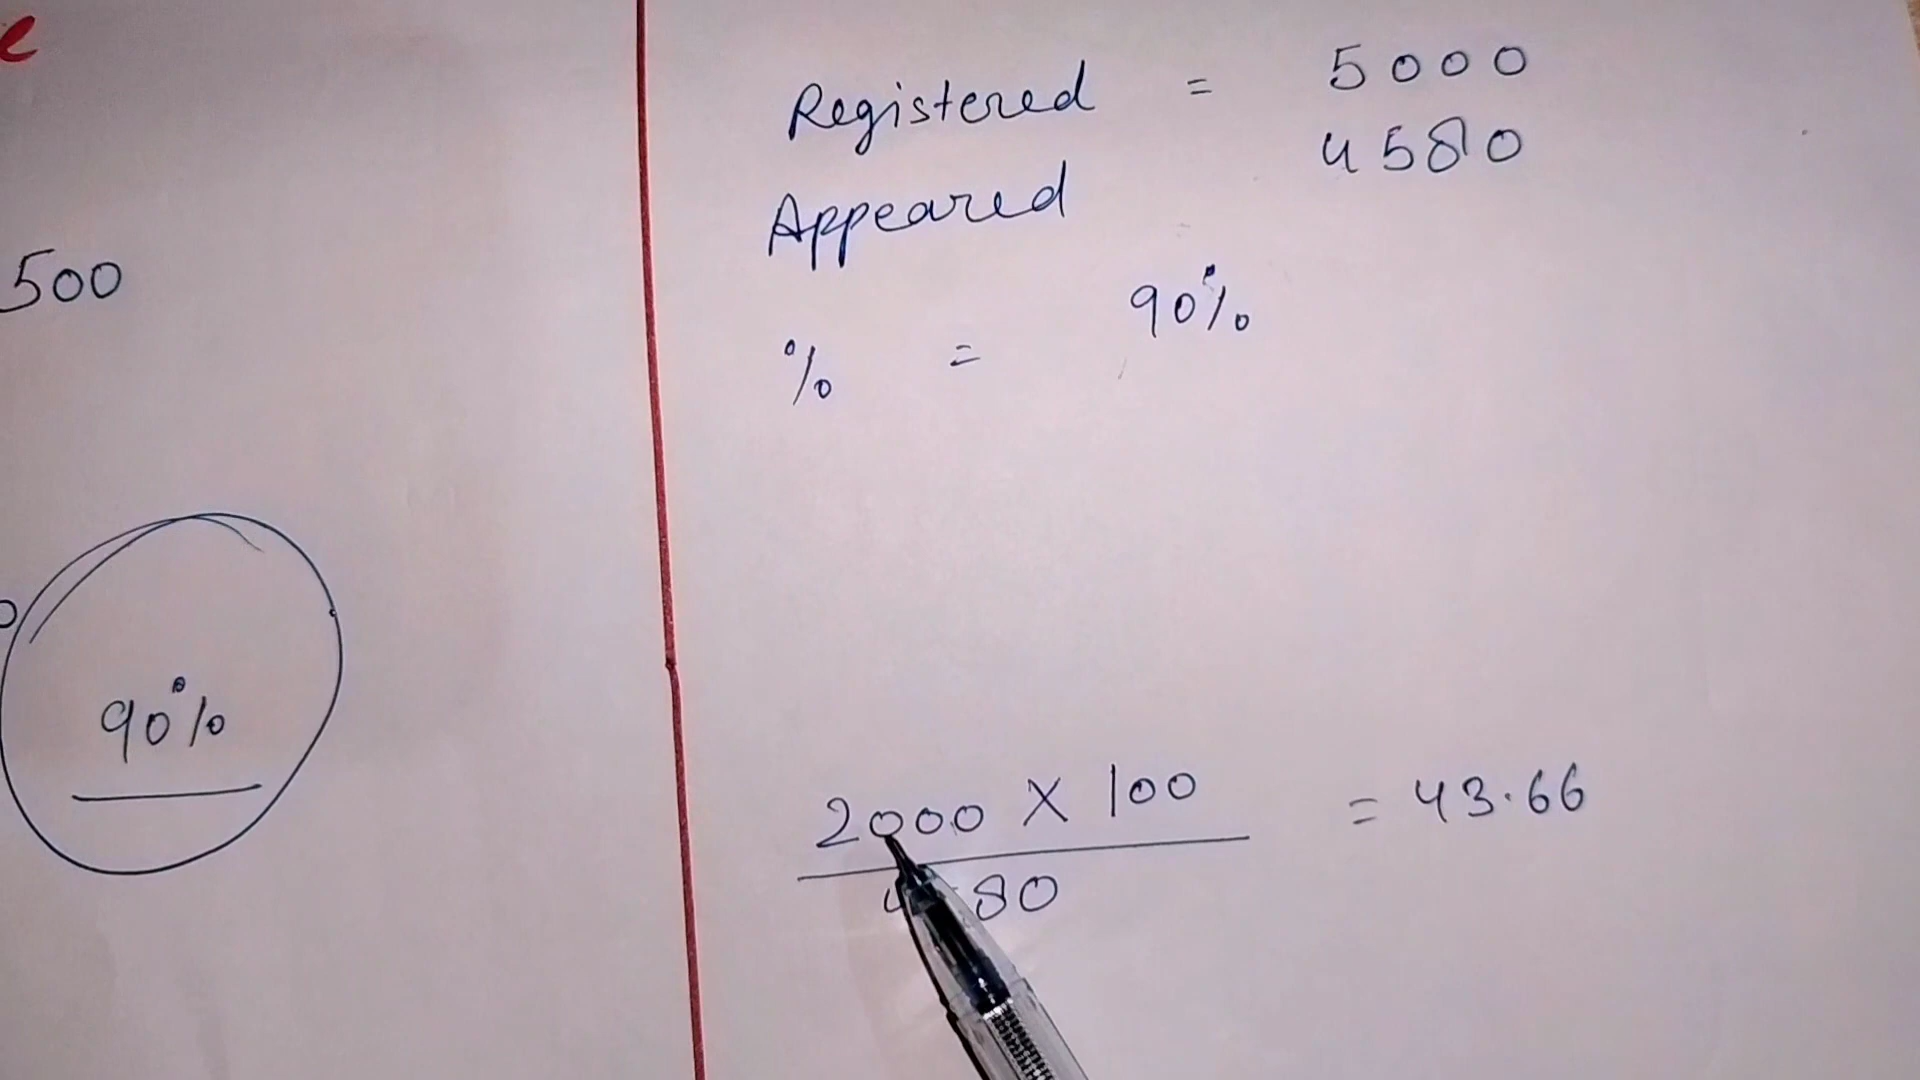 e
500
90%
Registered = 5000
4580
Appeared
% = 90%
2000 X 100 = 43.66
80